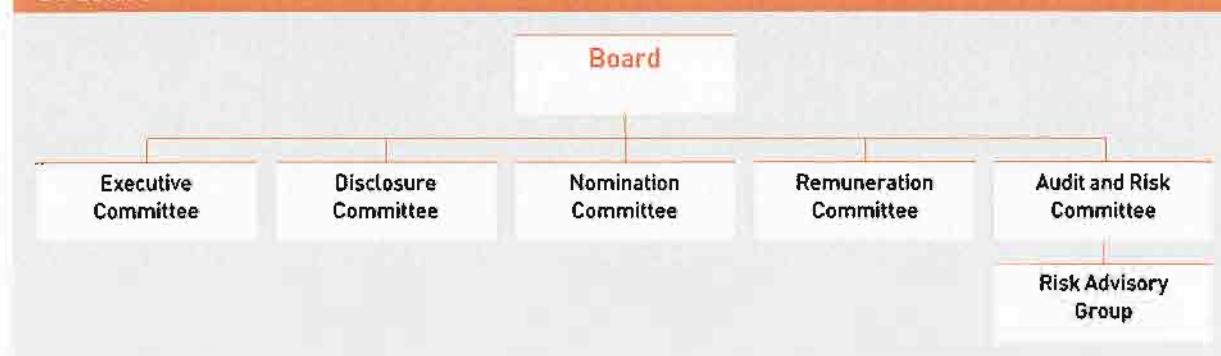 Board
Executive
Committee
Disclosure
Committee
Nomination
Committee
Remuneration
Committee
Audit and Risk
Committee
Risk Advisory
Group